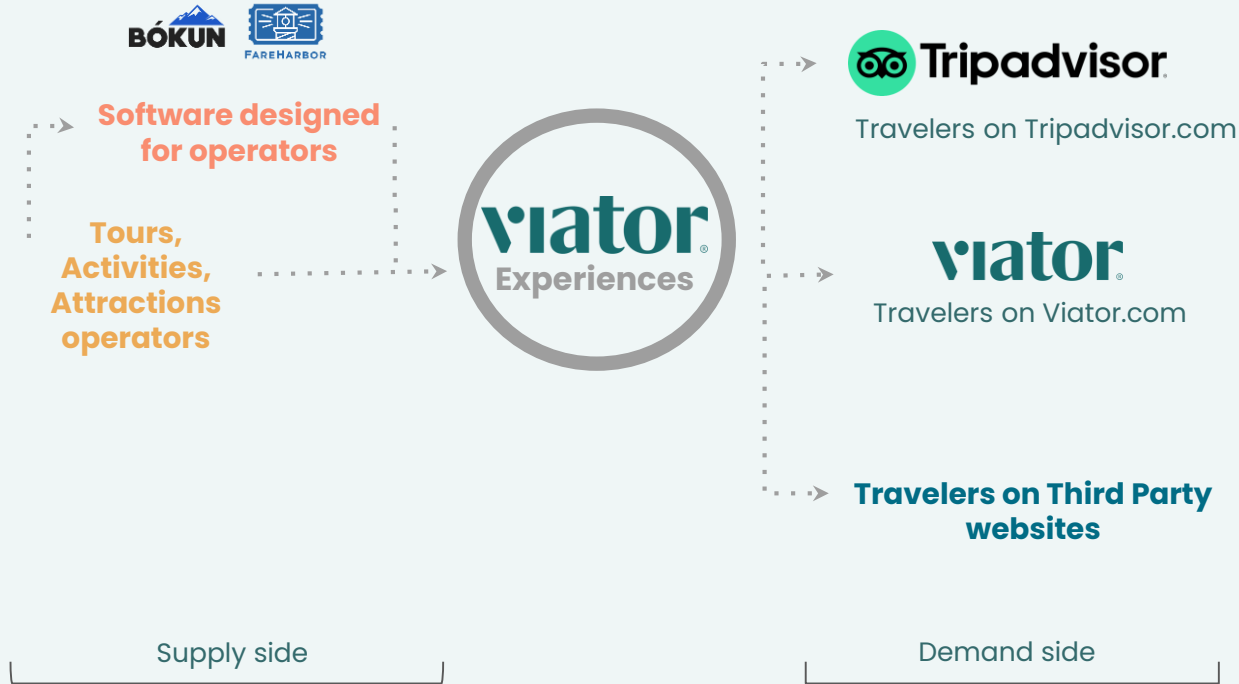 BÓKUN
FAREHARBOR
Software designed
for operators
Tours,
Activities,
Attractions
operators
viator®
Experiences
Tripadvisor®
Travelers on Tripadvisor.com
viator®
Travelers on Viator.com
Travelers on Third Party
websites
Supply side
Demand side